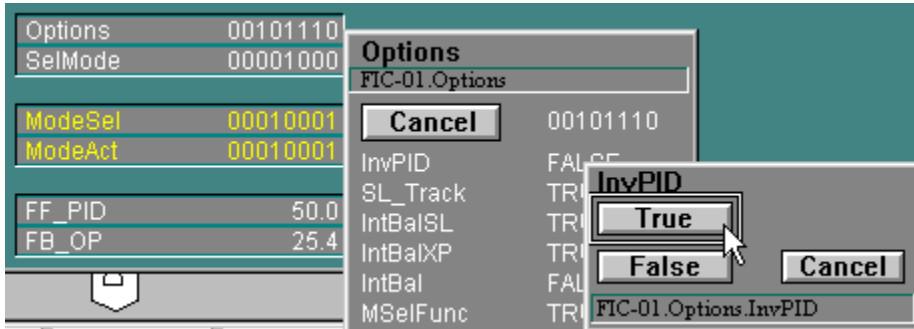 Options 00101110
SelMode 00001000
ModeSel 00010001
ModeAct 00010001
FF_PID 50.0
FB_OP 25.4
Options
FIC-01.Options
Cancel 00101110
InvPID FALSE
SL_Track
IntBalSL
IntBalXP
IntBal
MSelFunc
InvPID
True
False Cancel
FIC-01.Options.InvPID